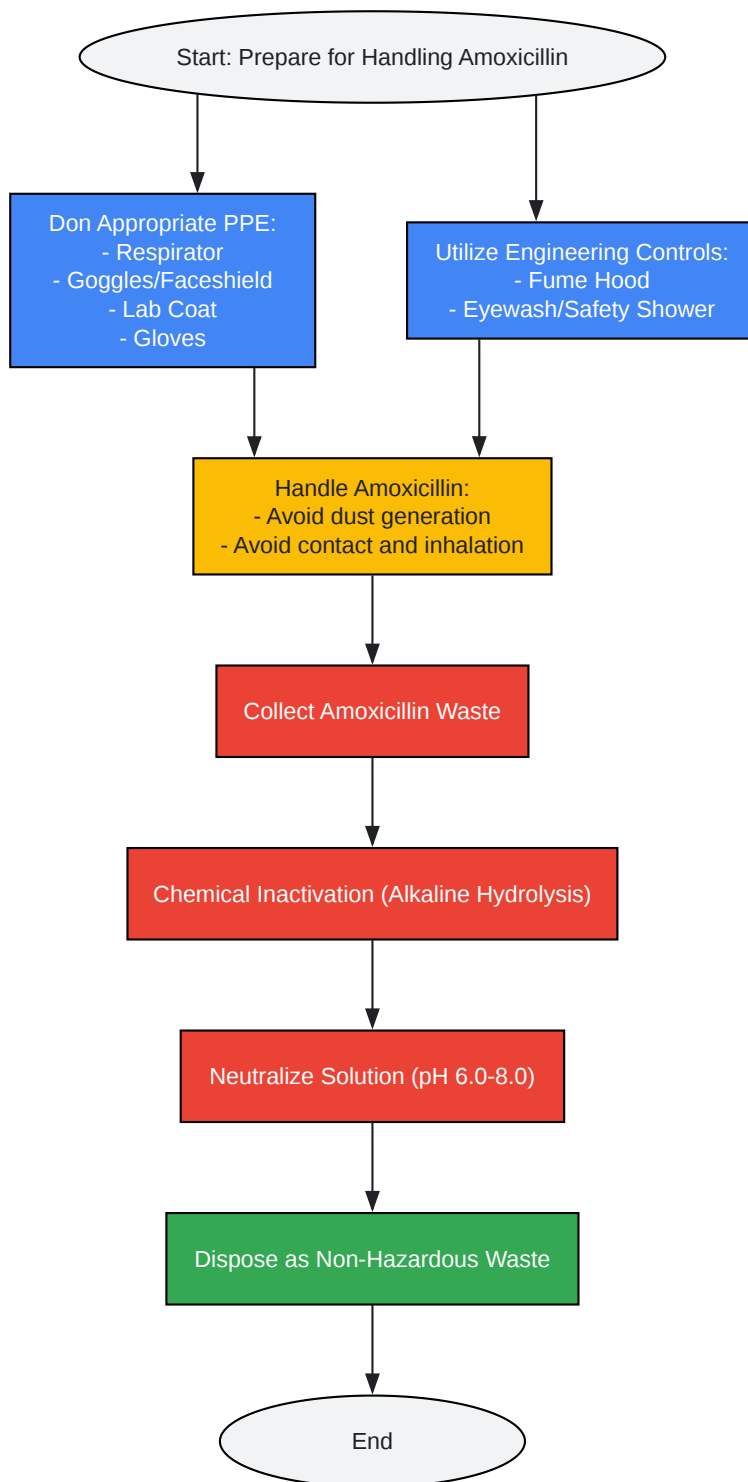 Start: Prepare for Handling Amoxicillin
Don Appropriate PPE:
- Respirator
- Goggles/Faceshield
- Lab Coat
- Gloves
Utilize Engineering Controls:
- Fume Hood
- Eyewash/Safety Shower
Handle Amoxicillin:
- Avoid dust generation
- Avoid contact and inhalation
Collect Amoxicillin Waste
Chemical Inactivation (Alkaline Hydrolysis)
Neutralize Solution (pH 6.0-8.0)
Dispose as Non-Hazardous Waste
End